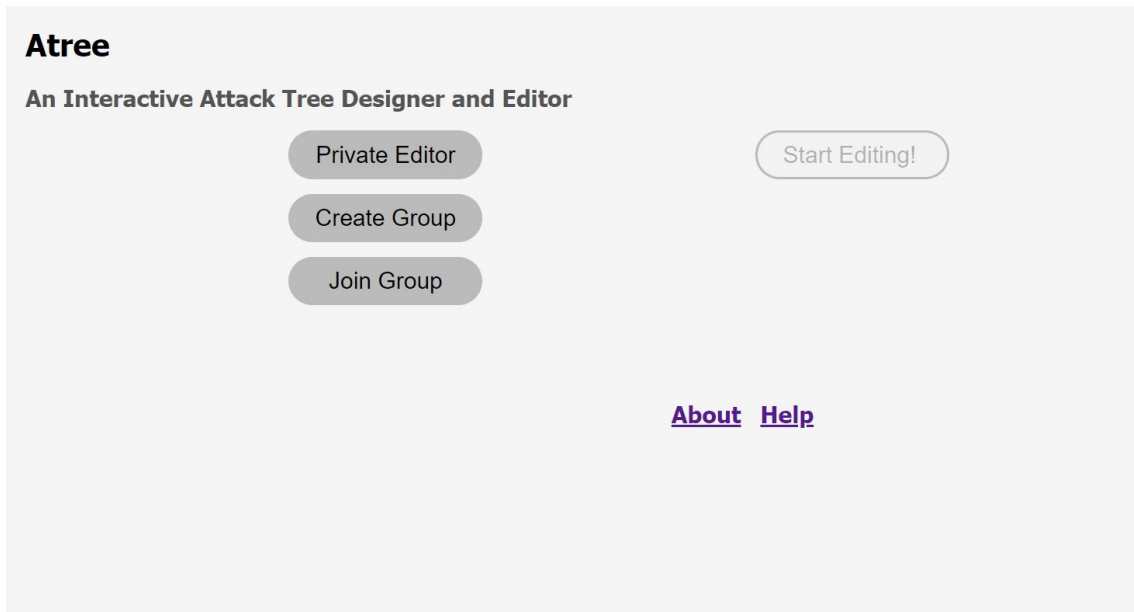 Atree
An Interactive Attack Tree Designer and Editor
Private Editor
Start Editing!
Create Group
Join Group
About Help